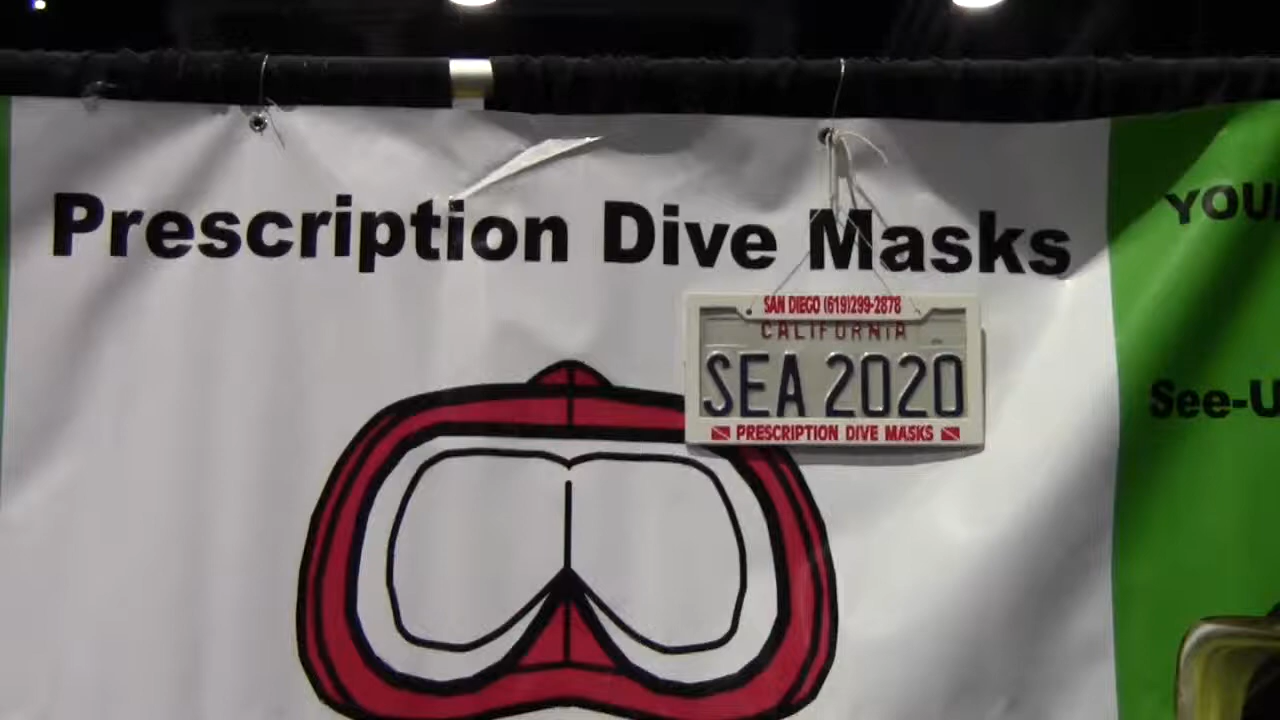 Prescription Dive Masks
SAN DIEGO (619)299-2878
CALIFORNIA
SEA 2020
PRESCRIPTION DIVE MASKS
YOU
See-U